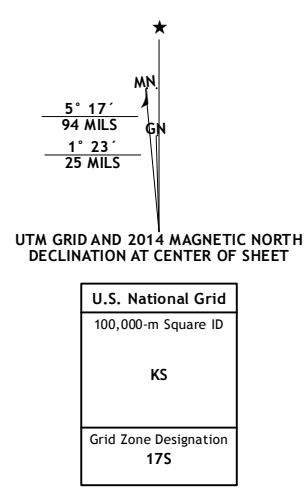 ★
MN.
5° 17´
94 MILS
GN
1° 23´
25 MILS
UTM GRID AND 2014 MAGNETIC NORTH
DECLINATION AT CENTER OF SHEET
U.S. National Grid
100,000-m Square ID
KS
Grid Zone Designation
17S